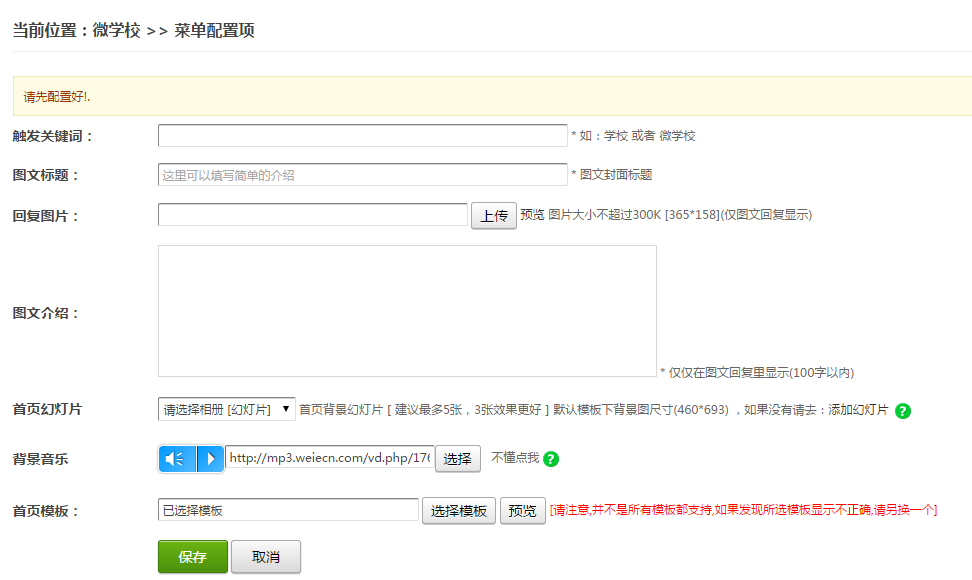 当前位置：微学校 >> 菜单配置项
请先配置好!.
触发关键词： * 如：学校 或者 微学校
图文标题： 这里可以填写简单的介绍 * 图文封面标题
回复图片： 上传 预览 图片大小不超过300K [365*158](仅图文回复显示)
图文介绍： * 仅仅在图文回复里显示(100字以内)
首页幻灯片 请选择相册 [幻灯片] 首页背景幻灯片 [ 建议最多5张，3张效果更好 ] 默认模板下背景图尺寸(460*693) ，如果没有请去：添加幻灯片 ?
背景音乐 http://mp3.weiecn.com/vd.php/176 选择 不懂点我 ?
首页模板： 已选择模板 选择模板 预览 [请注意,并不是所有模板都支持,如果发现所选模板显示不正确,请另换一个]
保存 取消